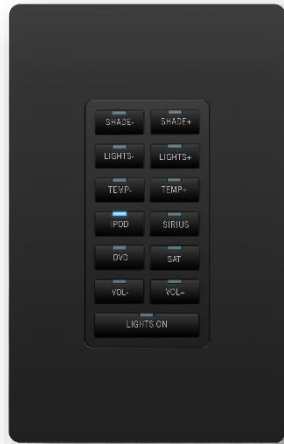 SHADE- SHADE+
LIGHTS- LIGHTS+
TEMP- TEMP+
IPOD SIRIUS
DVD SAT
VOL- VOL+
LIGHTS ON